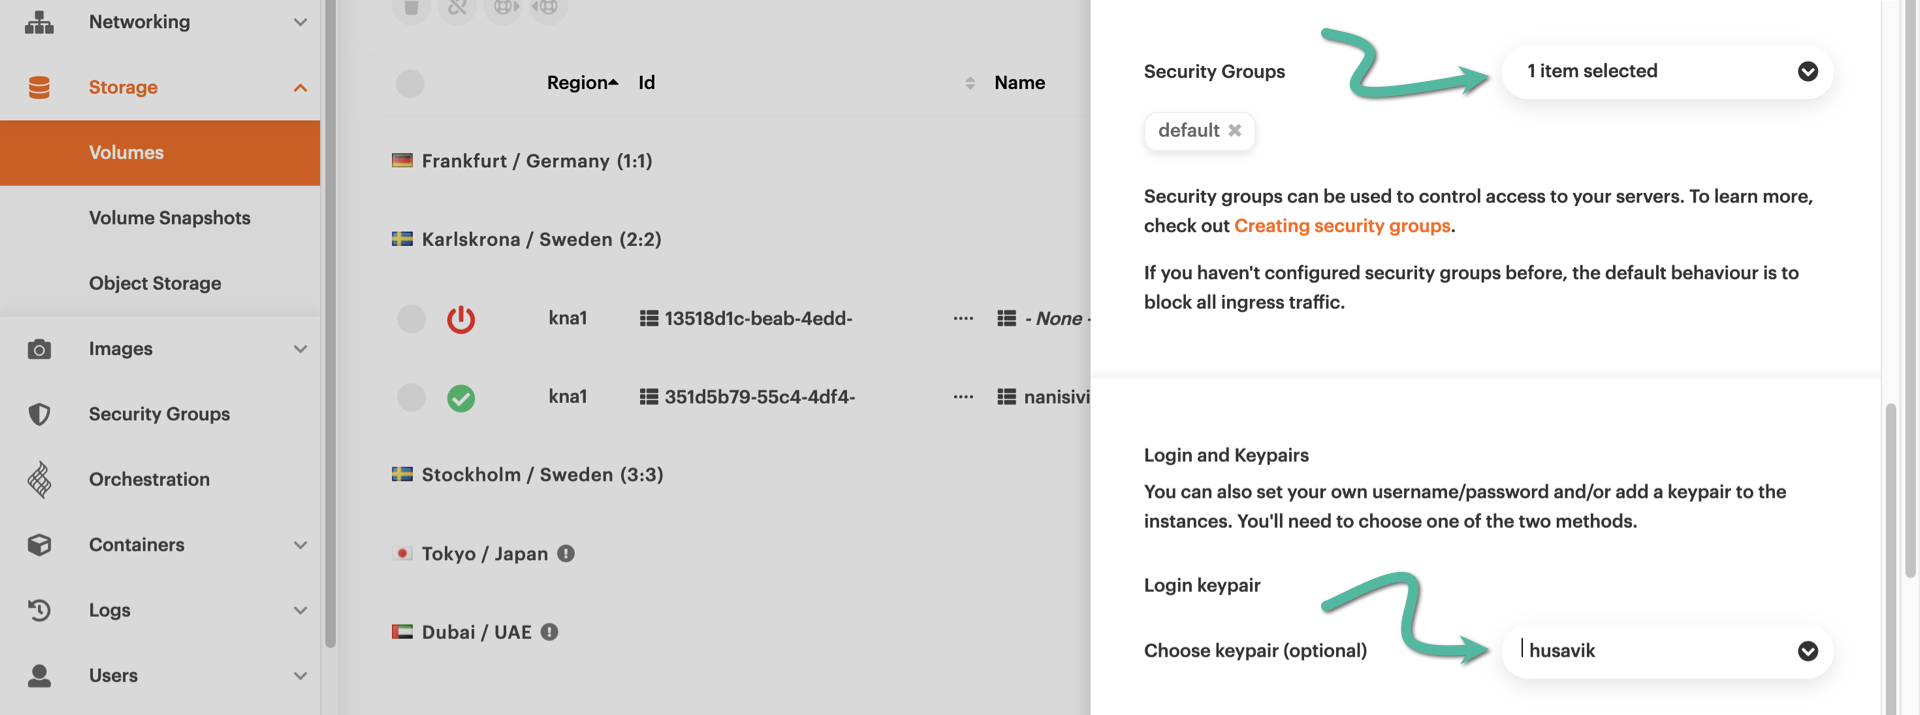 Networking
Storage
Volumes
Volume Snapshots
Object Storage
Images
Security Groups
Orchestration
Containers
Logs
Users
Region Id Name
Frankfurt / Germany (1:1)
Karlskrona / Sweden (2:2)
kna1 13518d1c-beab-4edd- ···· - None -
kna1 351d5b79-55c4-4df4- ···· nanisivi
Stockholm / Sweden (3:3)
Tokyo / Japan
Dubai / UAE
Security Groups 1 item selected
default
Security groups can be used to control access to your servers. To learn more,
check out Creating security groups.
If you haven't configured security groups before, the default behaviour is to
block all ingress traffic.
Login and Keypairs
You can also set your own username/password and/or add a keypair to the
instances. You'll need to choose one of the two methods.
Login keypair
Choose keypair (optional) husavik